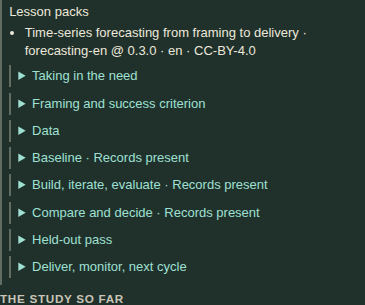 Lesson packs
• Time-series forecasting from framing to delivery ·
forecasting-en @ 0.3.0 · en · CC-BY-4.0
▶ Taking in the need
▶ Framing and success criterion
▶ Data
▶ Baseline · Records present
▶ Build, iterate, evaluate · Records present
▶ Compare and decide · Records present
▶ Held-out pass
▶ Deliver, monitor, next cycle
THE STUDY SO FAR